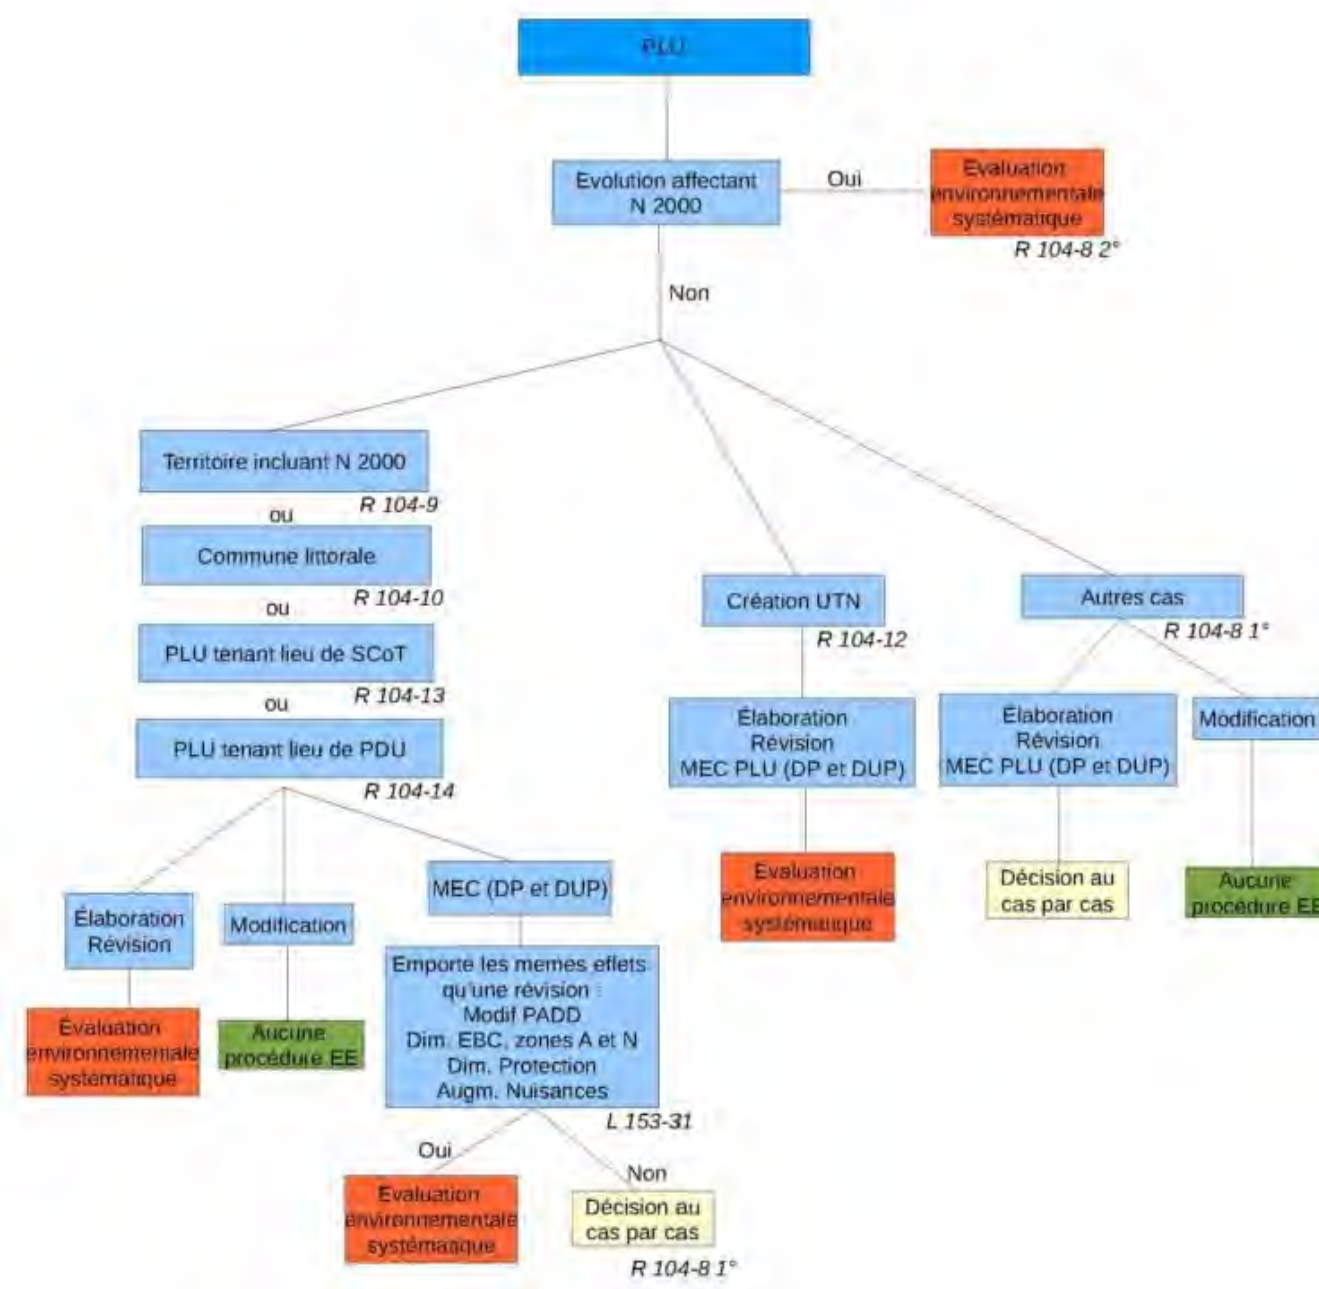 PLU
Evolution affectant
N 2000
Oui
Evaluation
environnementale
systématique
R 104-8 2°
Non
Territoire incluant N 2000
R 104-9
ou
Commune littorale
R 104-10
ou
PLU tenant lieu de SCoT
R 104-13
ou
PLU tenant lieu de PDU
R 104-14
Création UTN
R 104-12
Autres cas
R 104-8 1°
Élaboration
Révision
MEC PLU (DP et DUP)
Élaboration
Révision
MEC PLU (DP et DUP)
Modification
Evaluation
environnementale
systématique
Décision au
cas par cas
Aucune
procédure EE
Élaboration
Révision
Modification
MEC (DP et DUP)
Emporte les memes effets
qu'une révision :
Modif PADD
Dim. EBC, zones A et N
Dim. Protection
Augm. Nuisances
L 153-31
Évaluation
environnementale
systématique
Aucune
procédure EE
Oui
Non
Evaluation
environnementale
systématique
Décision au
cas par cas
R 104-8 1°